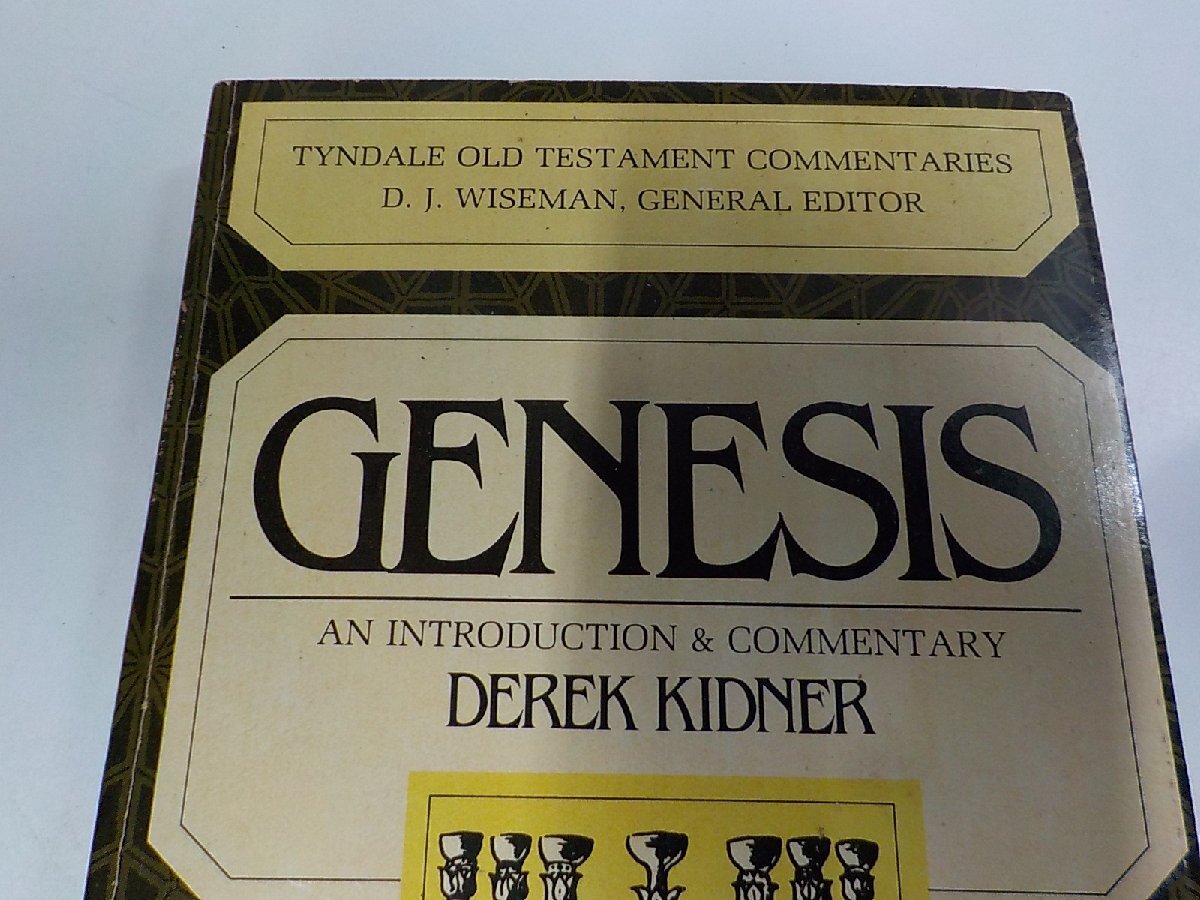 TYNDALE OLD TESTAMENT COMMENTARIES
D. J. WISEMAN, GENERAL EDITOR
GENESIS
AN INTRODUCTION & COMMENTARY
DEREK KIDNER